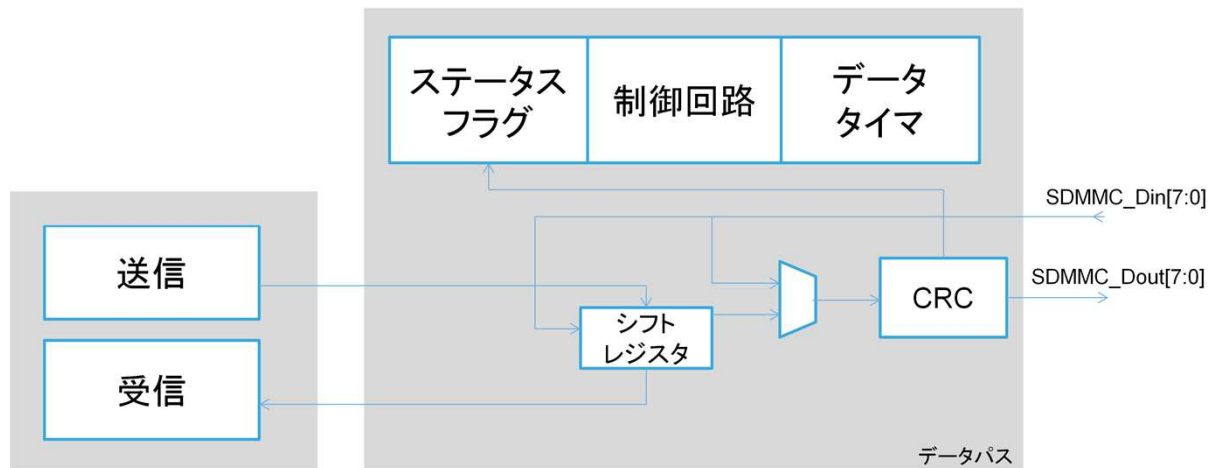 ステータス
フラグ
制御回路
データ
タイマ
SDMMC_Din[7:0]
送信
CRC
SDMMC_Dout[7:0]
シフト
レジスタ
受信
データパス